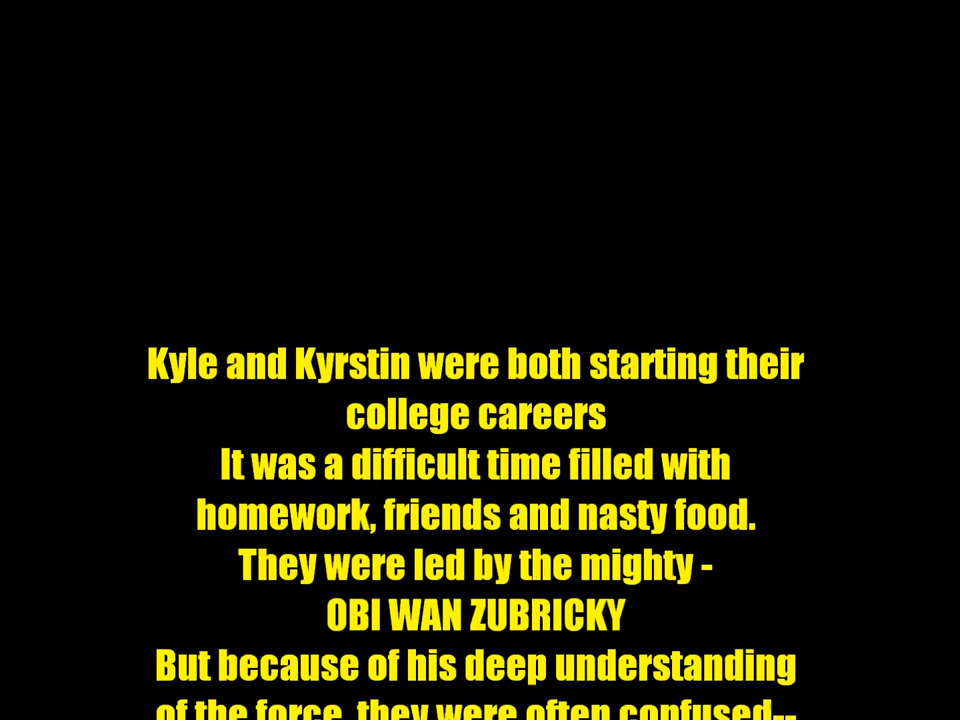 Kyle and Kyrstin were both starting their
college careers
It was a difficult time filled with
homework, friends and nasty food.
They were led by the mighty -
OBI WAN ZUBRICKY
But because of his deep understanding
of the force, they were often confused--